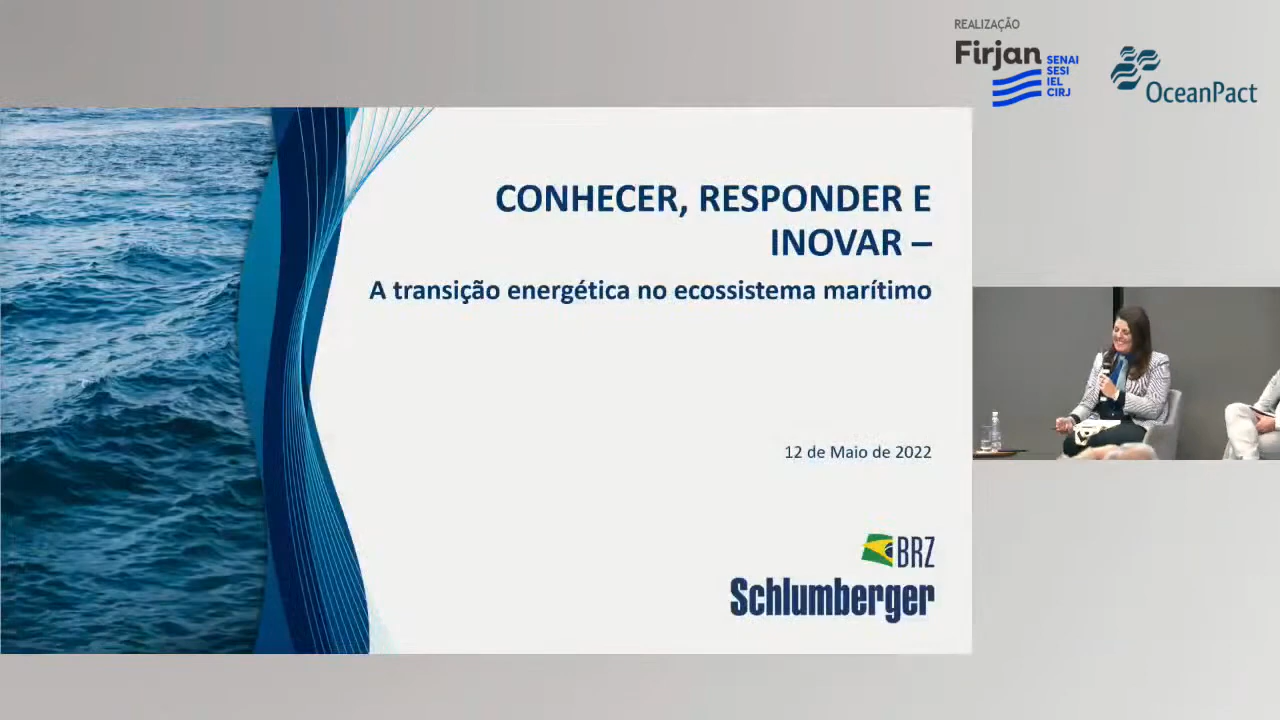 REALIZAÇÃO
Firjan
SENAI
SESI
IEL
CIRJ
OceanPact
CONHECER, RESPONDER E
INOVAR –
A transição energética no ecossistema marítimo
12 de Maio de 2022
BRZ
Schlumberger